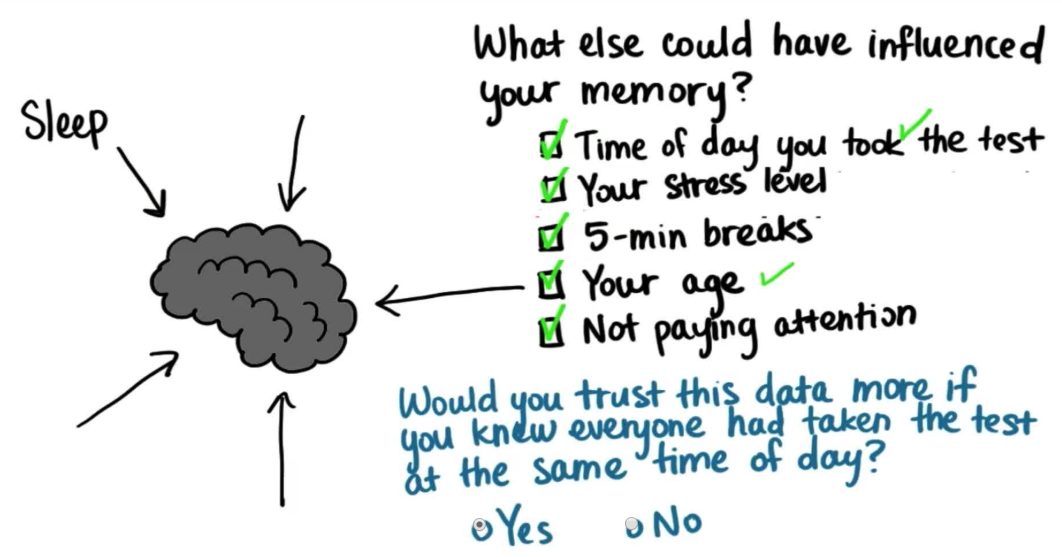 What else could have influenced
your memory?
Sleep
Time of day you took the test
Your stress level
5-min breaks
Your age
Not paying attention
Would you trust this data more if
you knew everyone had taken the test
at the same time of day?
Yes No